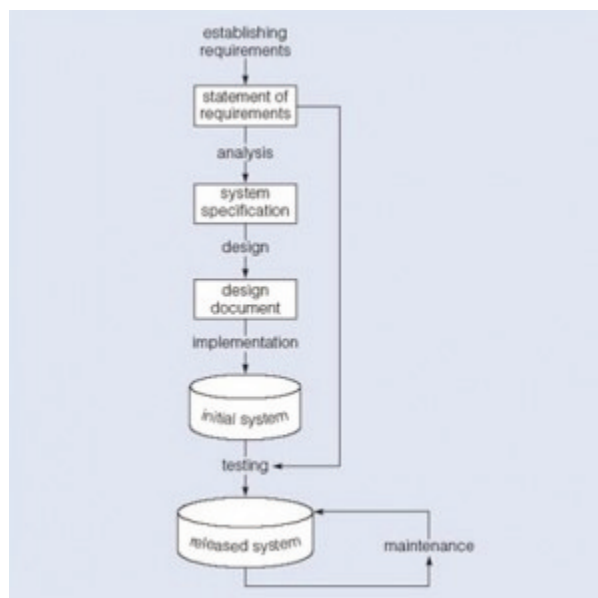 establishing
requirements
statement of
requirements
analysis
system
specification
design
design
document
implementation
initial system
testing
released system
maintenance